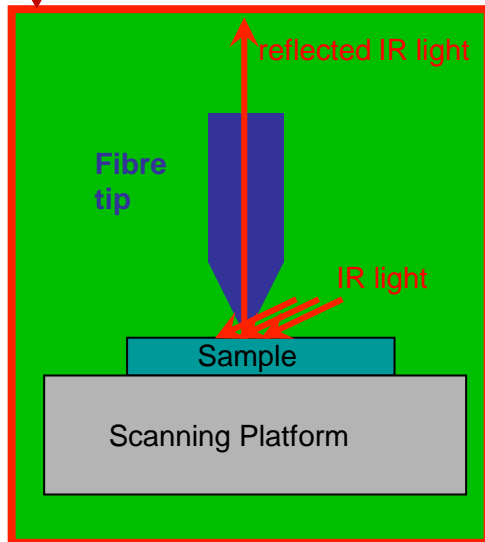 reflected IR light
Fibre
tip
IR light
Sample
Scanning Platform